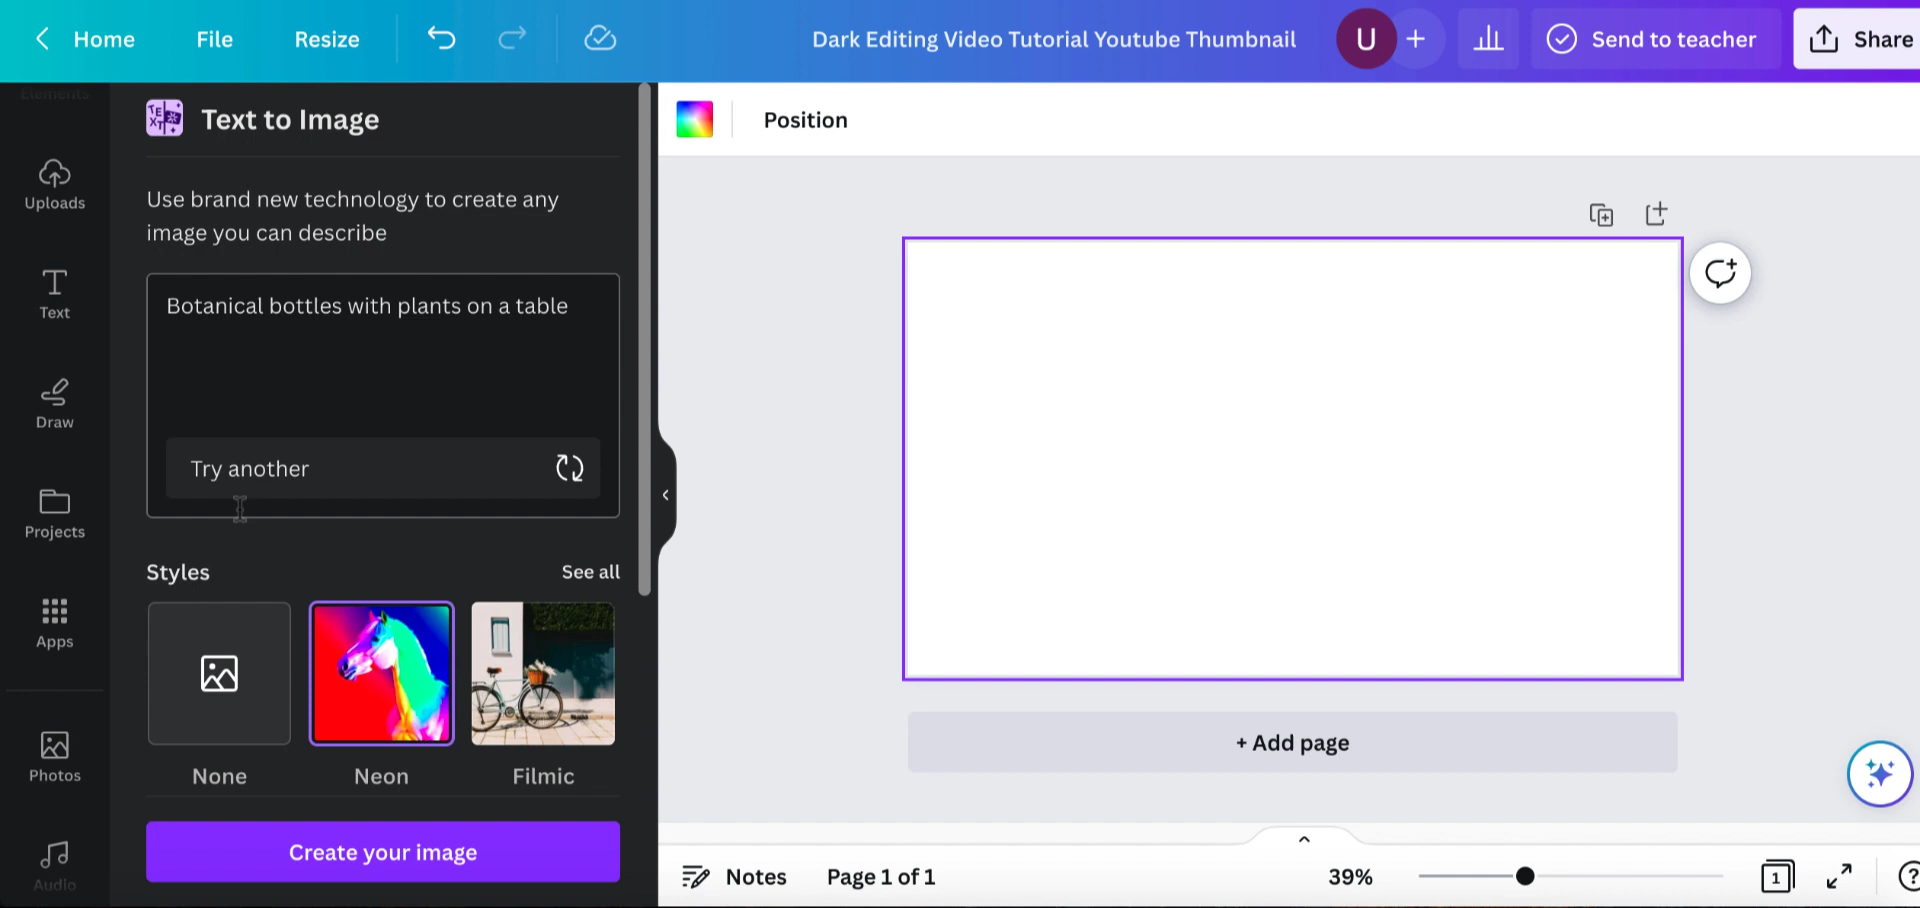 Home
File
Resize
Dark Editing Video Tutorial Youtube Thumbnail
U
Send to teacher
Share
Elements
Uploads
Text
Draw
Projects
Apps
Photos
Audio
TEXT
Text to Image
Use brand new technology to create any
image you can describe
Botanical bottles with plants on a table
Try another
Styles
See all
None
Neon
Filmic
Create your image
Position
+ Add page
Notes
Page 1 of 1
39%
1
?